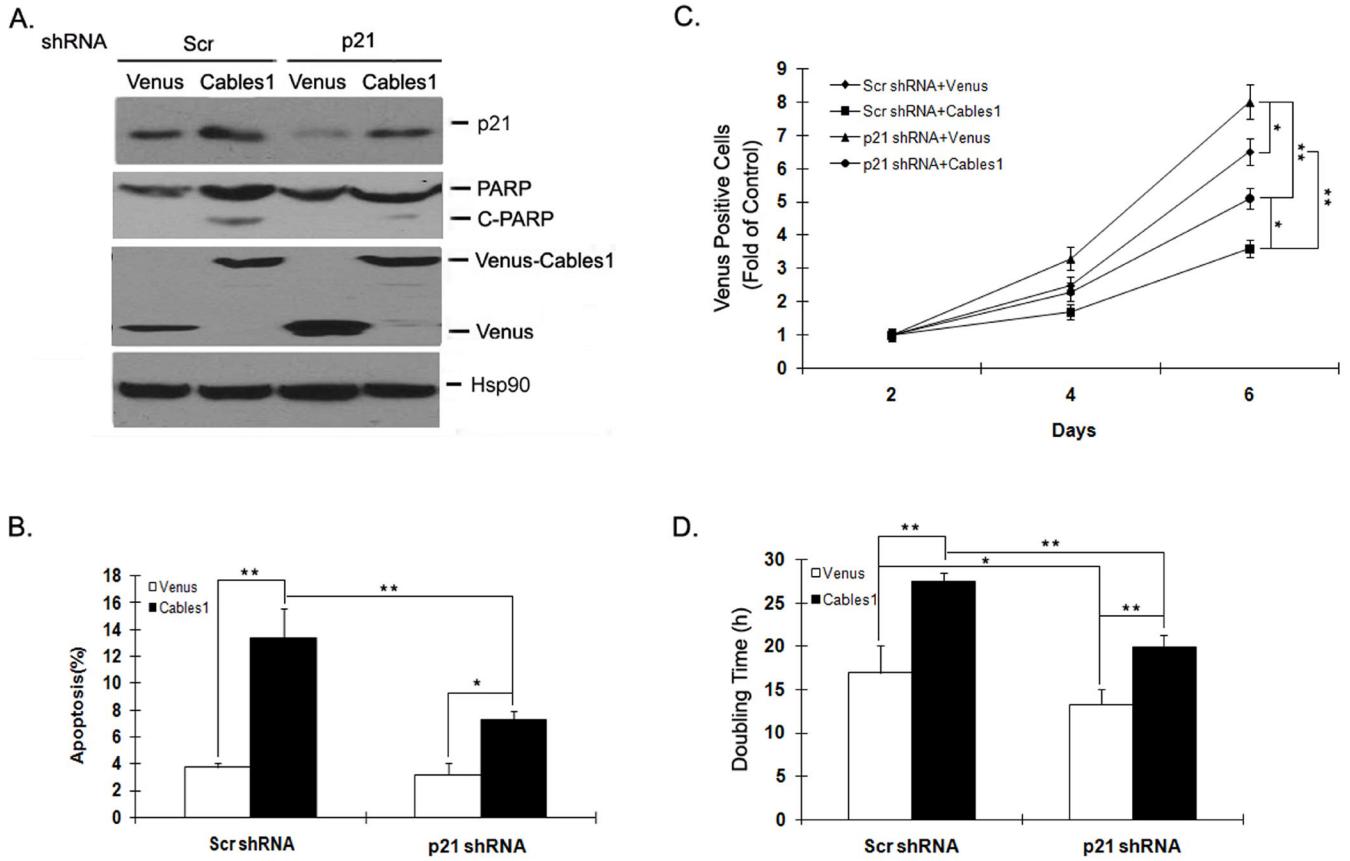 A.
shRNA
Scr
p21
Venus
Cables1
Venus
Cables1
p21
PARP
C-PARP
Venus-Cables1
Venus
Hsp90
C.
9
8
7
6
5
4
3
2
1
0
Venus Positive Cells
(Fold of Control)
Scr shRNA+Venus
Scr shRNA+Cables1
p21 shRNA+Venus
p21 shRNA+Cables1
*
**
**
*
2
4
6
Days
B.
18
16
14
12
10
8
6
4
2
0
Apoptosis(%)
Venus
Cables1
**
**
*
Scr shRNA
p21 shRNA
D.
30
25
20
15
10
5
0
Doubling Time (h)
Venus
Cables1
**
**
*
**
Scr shRNA
p21 shRNA